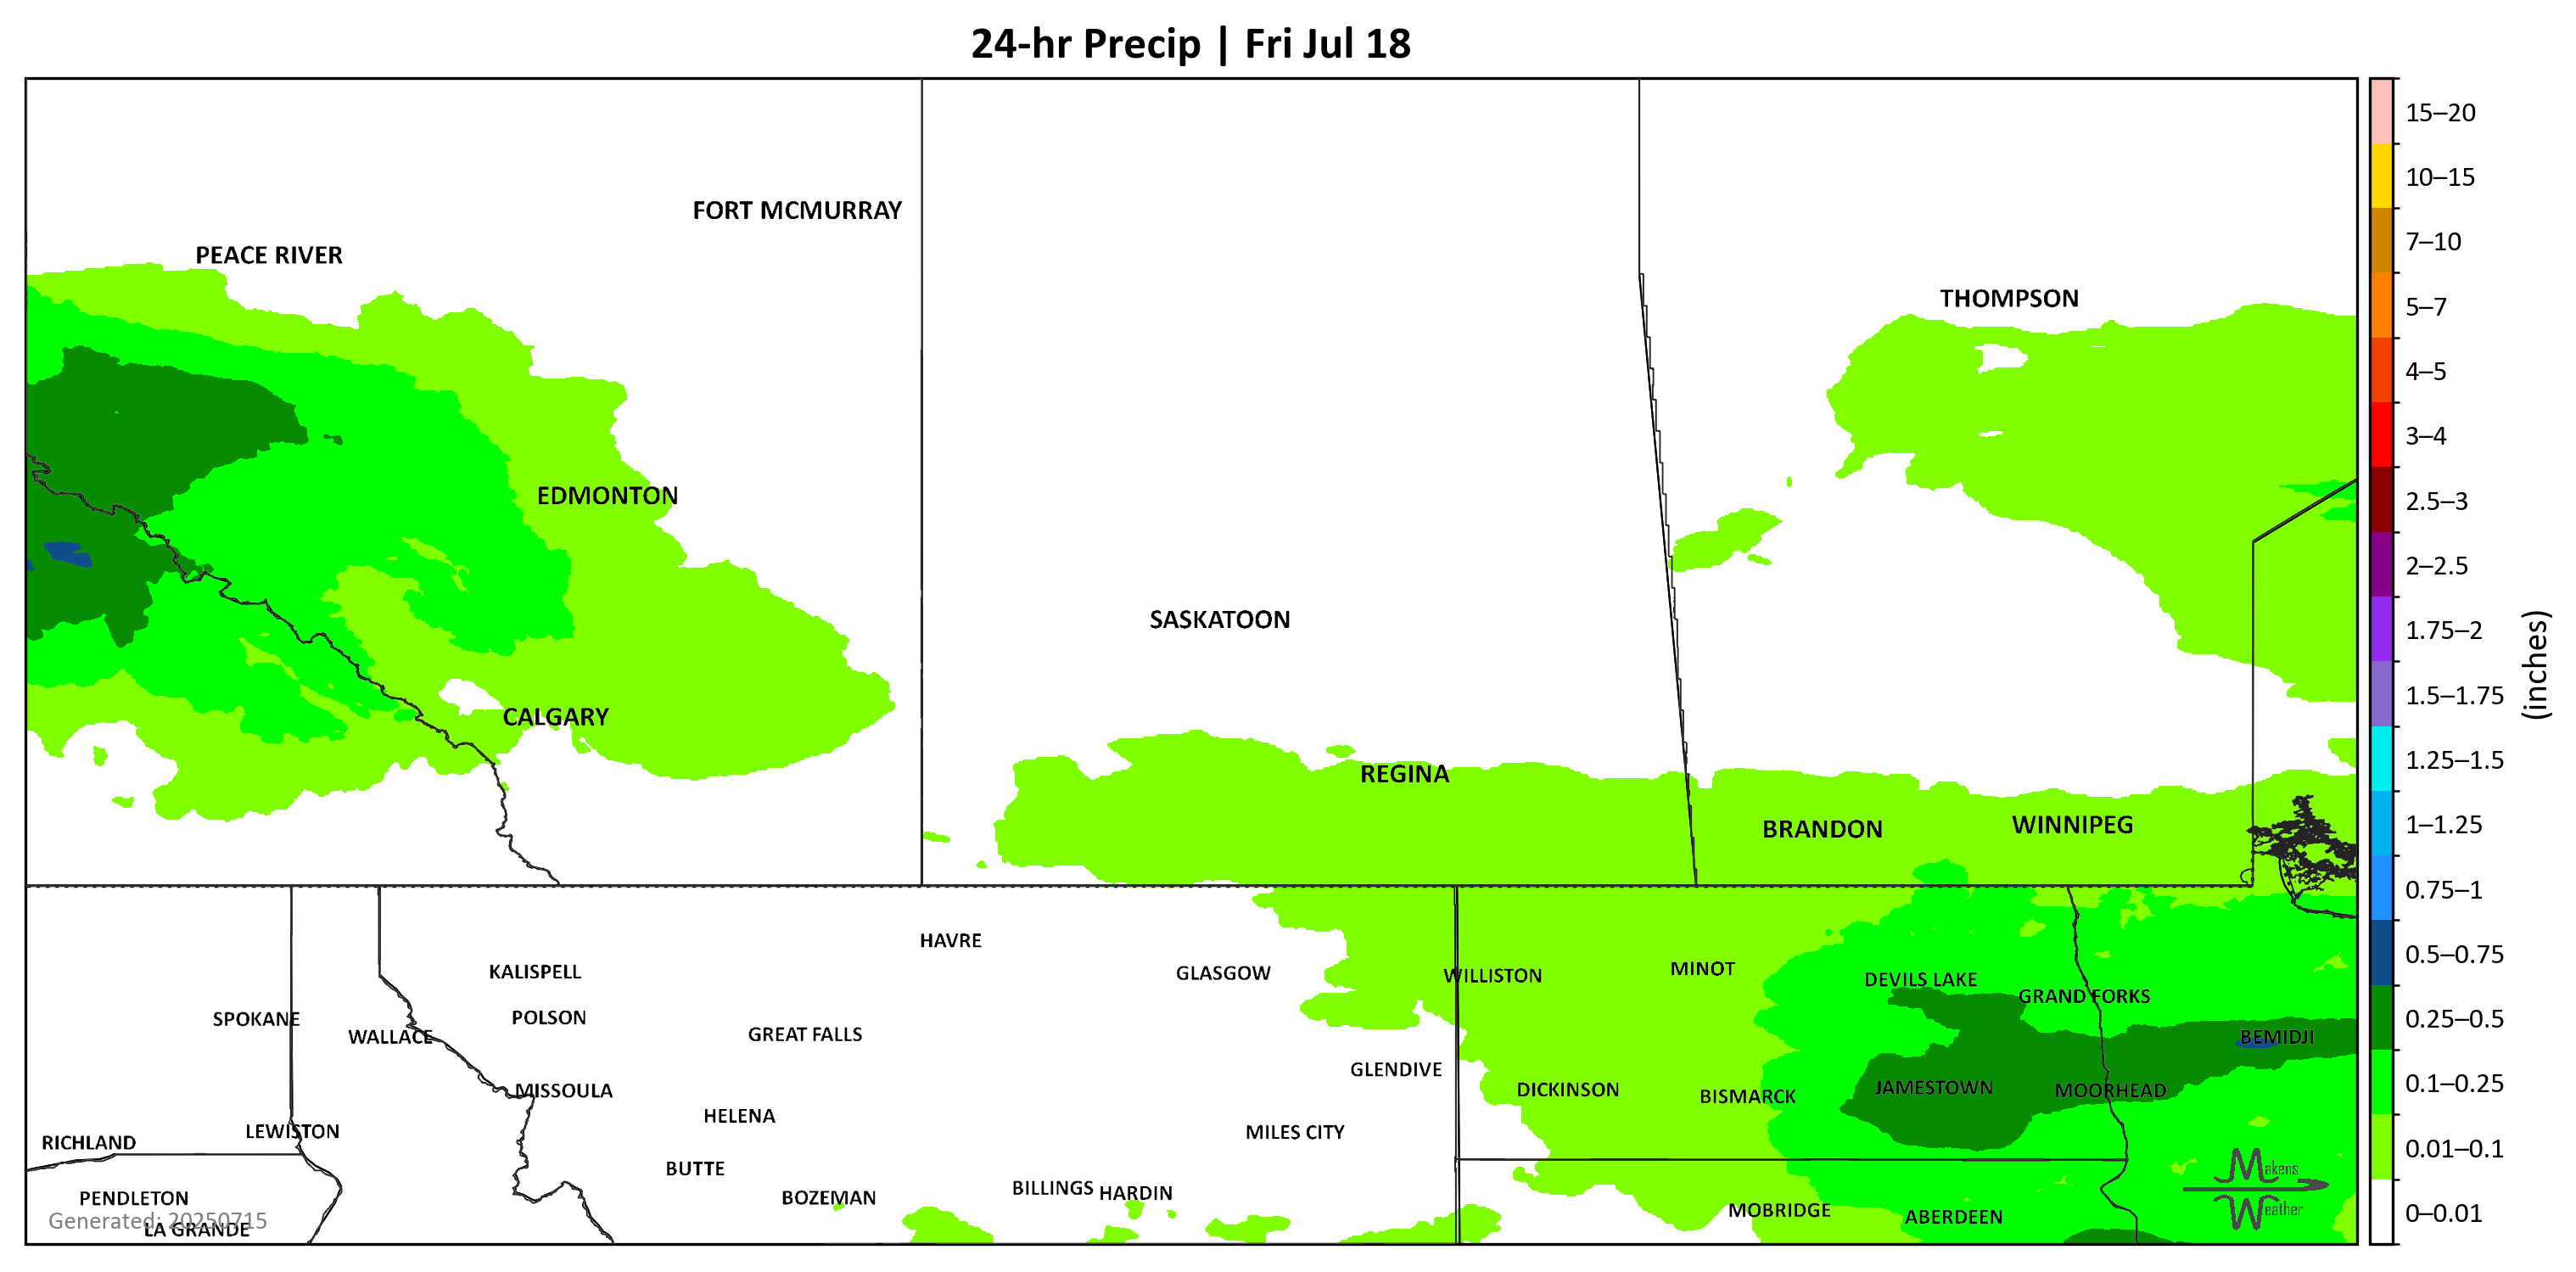 24-hr Precip | Fri Jul 18
15–20
10–15
FORT MCMURRAY
7–10
PEACE RIVER
THOMPSON
5–7
4–5
3–4
EDMONTON
2.5–3
2–2.5
SASKATOON
1.75–2
(inches)
1.5–1.75
CALGARY
1.25–1.5
REGINA
BRANDON
WINNIPEG
1–1.25
0.75–1
HAVRE
0.5–0.75
KALISPELL
GLASGOW
WILLISTON
MINOT
DEVILS LAKE
GRAND FORKS
SPOKANE
POLSON
0.25–0.5
WALLACE
GREAT FALLS
BEMIDJI
GLENDIVE
0.1–0.25
MISSOULA
DICKINSON
BISMARCK
JAMESTOWN
MOORHEAD
HELENA
LEWISTON
MILES CITY
RICHLAND
0.01–0.1
BUTTE
Makens
Weather
PENDLETON
BOZEMAN
BILLINGS
HARDIN
MOBRIDGE
ABERDEEN
0–0.01
Generated: 20250715
LA GRANDE